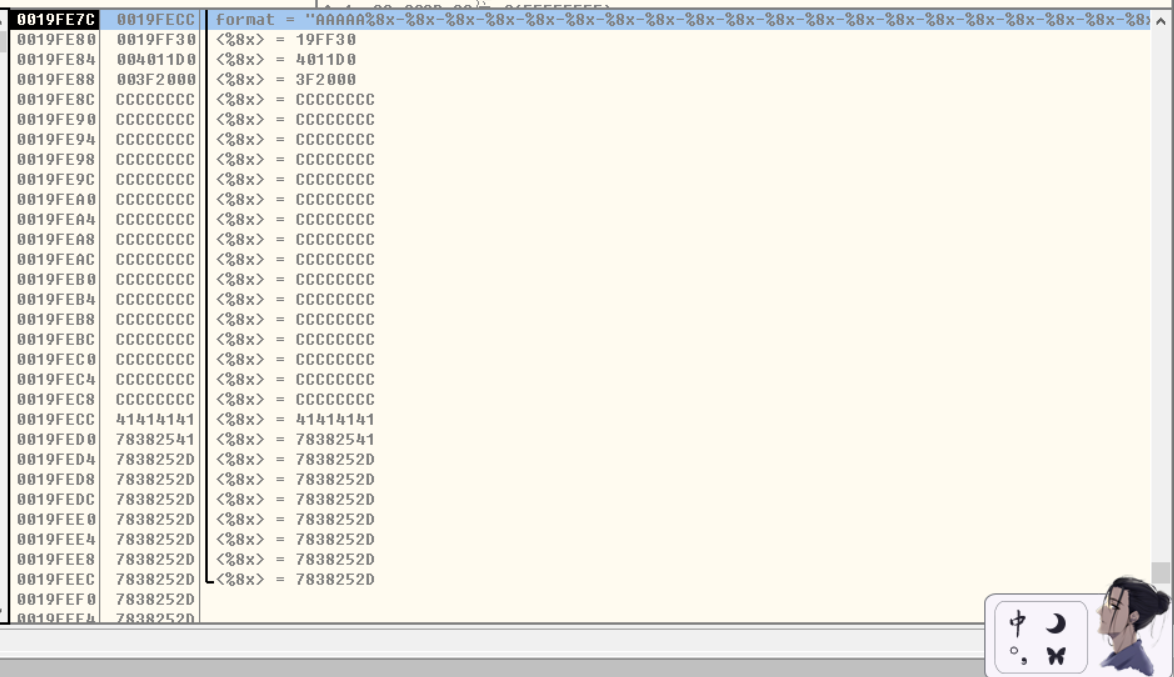 0019FE7C 0019FECC format = "AAAAA%8x-%8x-%8x-%8x-%8x-%8x-%8x-%8x-%8x-%8x-%8x-%8x-%8x-%8x-%8x-%8x-%8x-%8x-%8x-%8x-%8x
0019FE80 0019FF30 <%8x> = 19FF30
0019FE84 004011D0 <%8x> = 4011D0
0019FE88 003F2000 <%8x> = 3F2000
0019FE8C CCCCCCCC <%8x> = CCCCCCCC
0019FE90 CCCCCCCC <%8x> = CCCCCCCC
0019FE94 CCCCCCCC <%8x> = CCCCCCCC
0019FE98 CCCCCCCC <%8x> = CCCCCCCC
0019FE9C CCCCCCCC <%8x> = CCCCCCCC
0019FEA0 CCCCCCCC <%8x> = CCCCCCCC
0019FEA4 CCCCCCCC <%8x> = CCCCCCCC
0019FEA8 CCCCCCCC <%8x> = CCCCCCCC
0019FEAC CCCCCCCC <%8x> = CCCCCCCC
0019FEB0 CCCCCCCC <%8x> = CCCCCCCC
0019FEB4 CCCCCCCC <%8x> = CCCCCCCC
0019FEB8 CCCCCCCC <%8x> = CCCCCCCC
0019FEBC CCCCCCCC <%8x> = CCCCCCCC
0019FEC0 CCCCCCCC <%8x> = CCCCCCCC
0019FEC4 CCCCCCCC <%8x> = CCCCCCCC
0019FEC8 CCCCCCCC <%8x> = CCCCCCCC
0019FECC 41414141 <%8x> = 41414141
0019FED0 78382541 <%8x> = 78382541
0019FED4 7838252D <%8x> = 7838252D
0019FED8 7838252D <%8x> = 7838252D
0019FEDC 7838252D <%8x> = 7838252D
0019FEE0 7838252D <%8x> = 7838252D
0019FEE4 7838252D <%8x> = 7838252D
0019FEE8 7838252D <%8x> = 7838252D
0019FEEC 7838252D <%8x> = 7838252D
0019FEF0 7838252D
0019FEF4 7838252D
中
°,